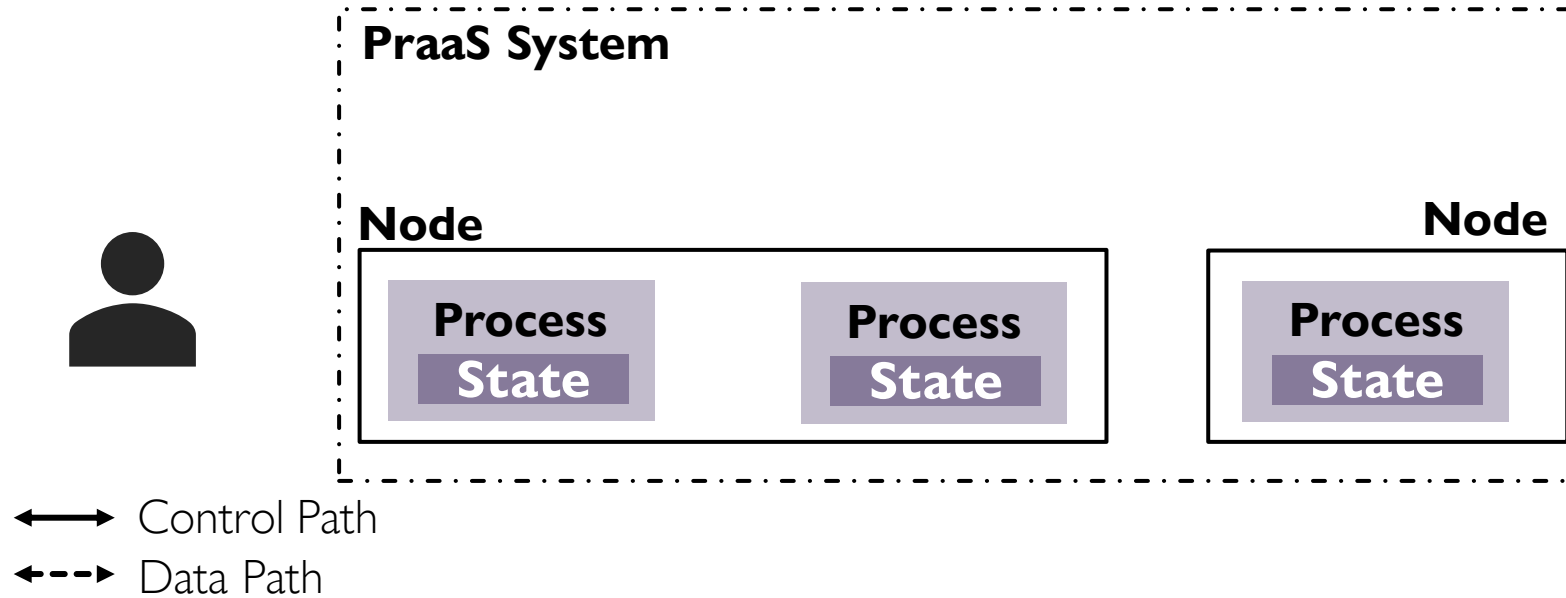 PraaS System
Node
Node
Process
State
Process
State
Process
State
Control Path
Data Path